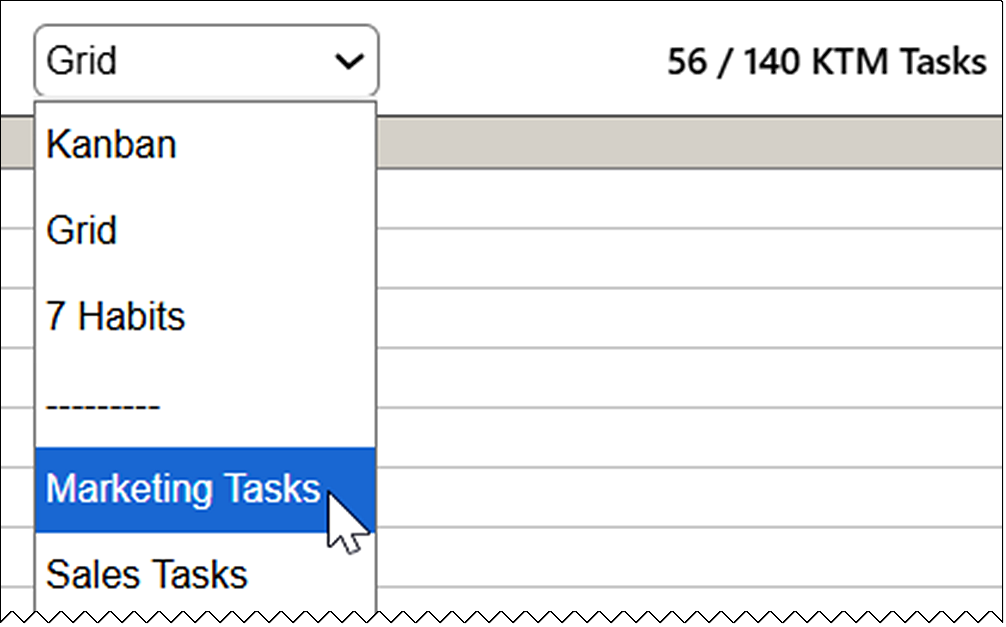 Grid
56 / 140 KTM Tasks
Kanban
Grid
7 Habits
---------
Marketing Tasks
Sales Tasks